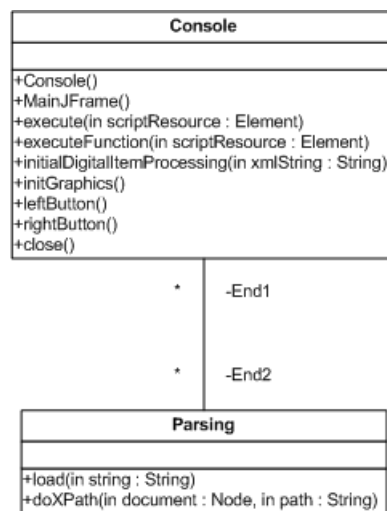 Console
+Console()
+MainJFrame()
+execute(in scriptResource : Element)
+executeFunction(in scriptResource : Element)
+initialDigitalItemProcessing(in xmlString : String)
+initGraphics()
+leftButton()
+rightButton()
+close()
* -End1
* -End2
Parsing
+load(in string : String)
+doXPath(in document : Node, in path : String)